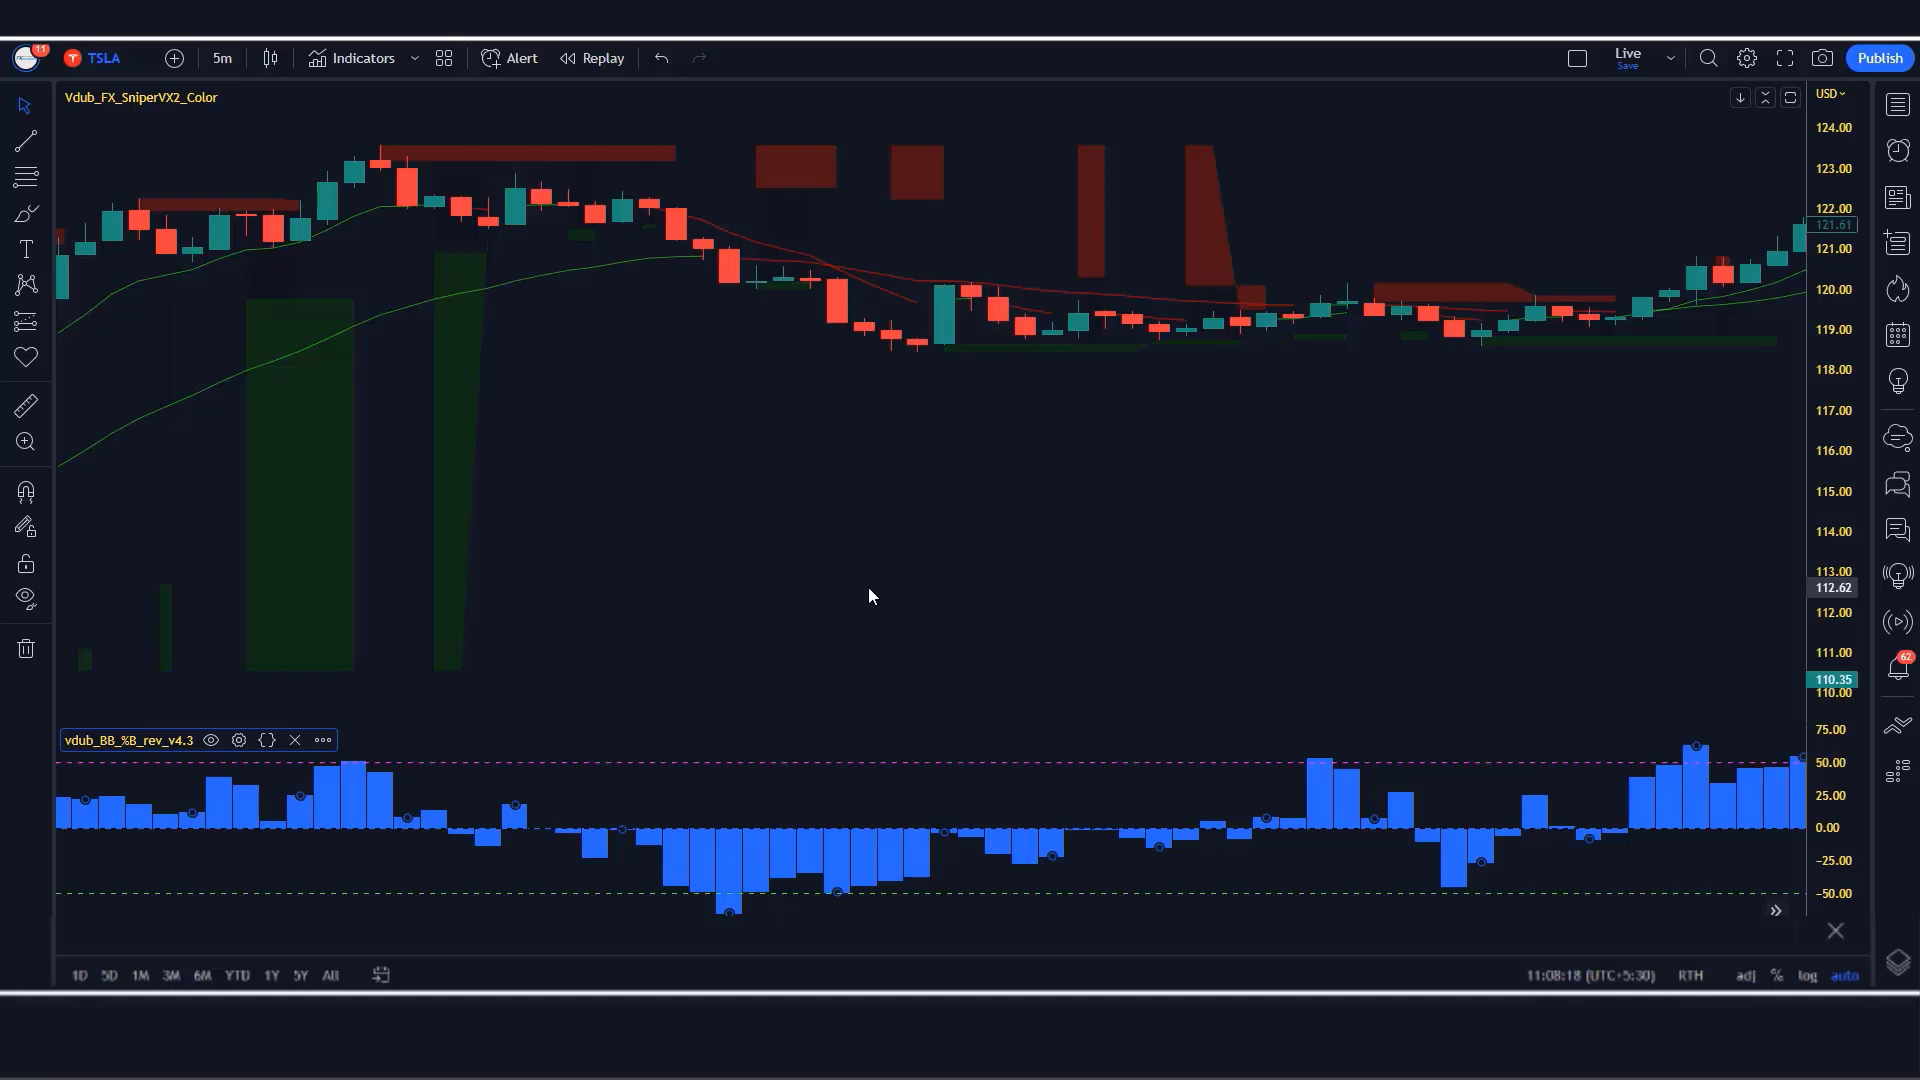 11
TSLA
5m
Indicators
Alert
Replay
Live
Save
Publish
Vdub_FX_SniperVX2_Color
USD
124.00
123.00
122.00
121.61
121.00
120.00
119.00
118.00
117.00
116.00
115.00
114.00
113.00
112.62
112.00
111.00
110.35
110.00
62
vdub_BB_%B_rev_v4.3
75.00
50.00
25.00
0.00
−25.00
−50.00
1D 5D 1M 3M 6M YTD 1Y 5Y All
11:08:18 (UTC+5:30) RTH adj % log auto